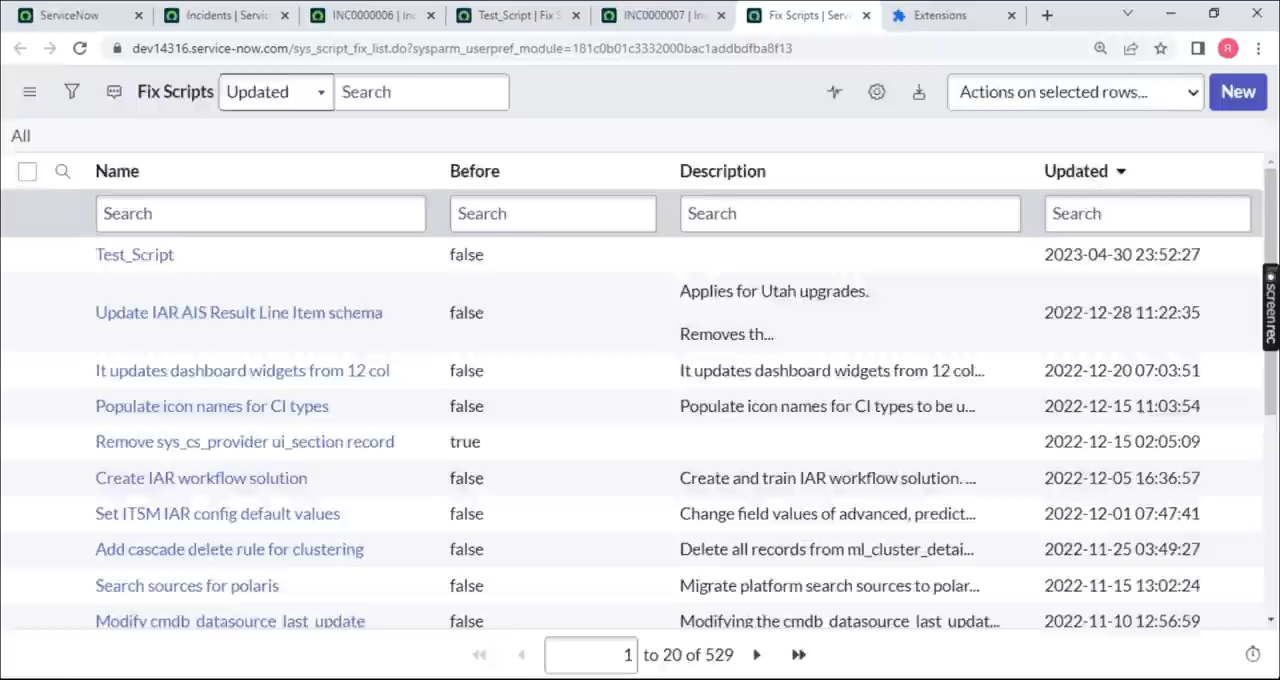 ServiceNow
Incidents | Servic
INC0000006 | Inc
Test_Script | Fix S
INC0000007 | In
Fix Scripts | Serv
Extensions
dev14316.service-now.com/sys_script_fix_list.do?sysparm_userpref_module=181c0b01c3332000bac1addbdfba8f13
R
Fix Scripts Updated Search Actions on selected rows... New
All
Name Before Description Updated
Search Search Search Search
Test_Script false 2023-04-30 23:52:27
Update IAR AIS Result Line Item schema false Applies for Utah upgrades. 2022-12-28 11:22:35
Removes th...
It updates dashboard widgets from 12 col false It updates dashboard widgets from 12 col... 2022-12-20 07:03:51
Populate icon names for CI types false Populate icon names for CI types to be u... 2022-12-15 11:03:54
Remove sys_cs_provider ui_section record true 2022-12-15 02:05:09
Create IAR workflow solution false Create and train IAR workflow solution. ... 2022-12-05 16:36:57
Set ITSM IAR config default values false Change field values of advanced, predict... 2022-12-01 07:47:41
Add cascade delete rule for clustering false Delete all records from ml_cluster_detai... 2022-11-25 03:49:27
Search sources for polaris false Migrate platform search sources to polar... 2022-11-15 13:02:24
Modify cmdb_datasource_last_update false Modifying the cmdb_datasource_last_updat... 2022-11-10 12:56:59
1 to 20 of 529
screenrec